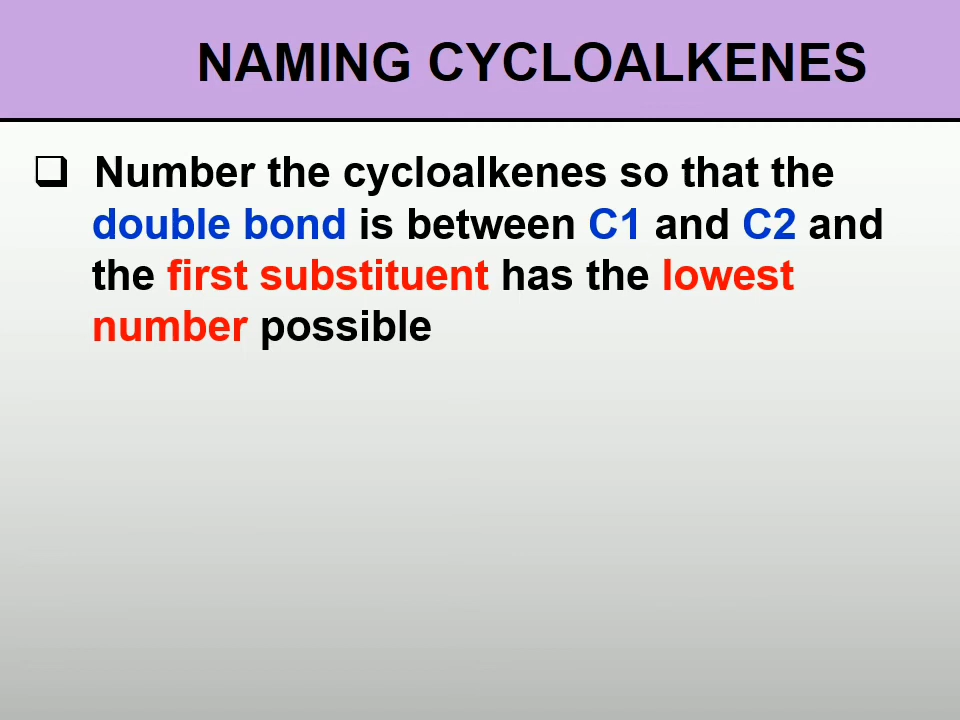 NAMING CYCLOALKENES
❑ Number the cycloalkenes so that the
double bond is between C1 and C2 and
the first substituent has the lowest
number possible